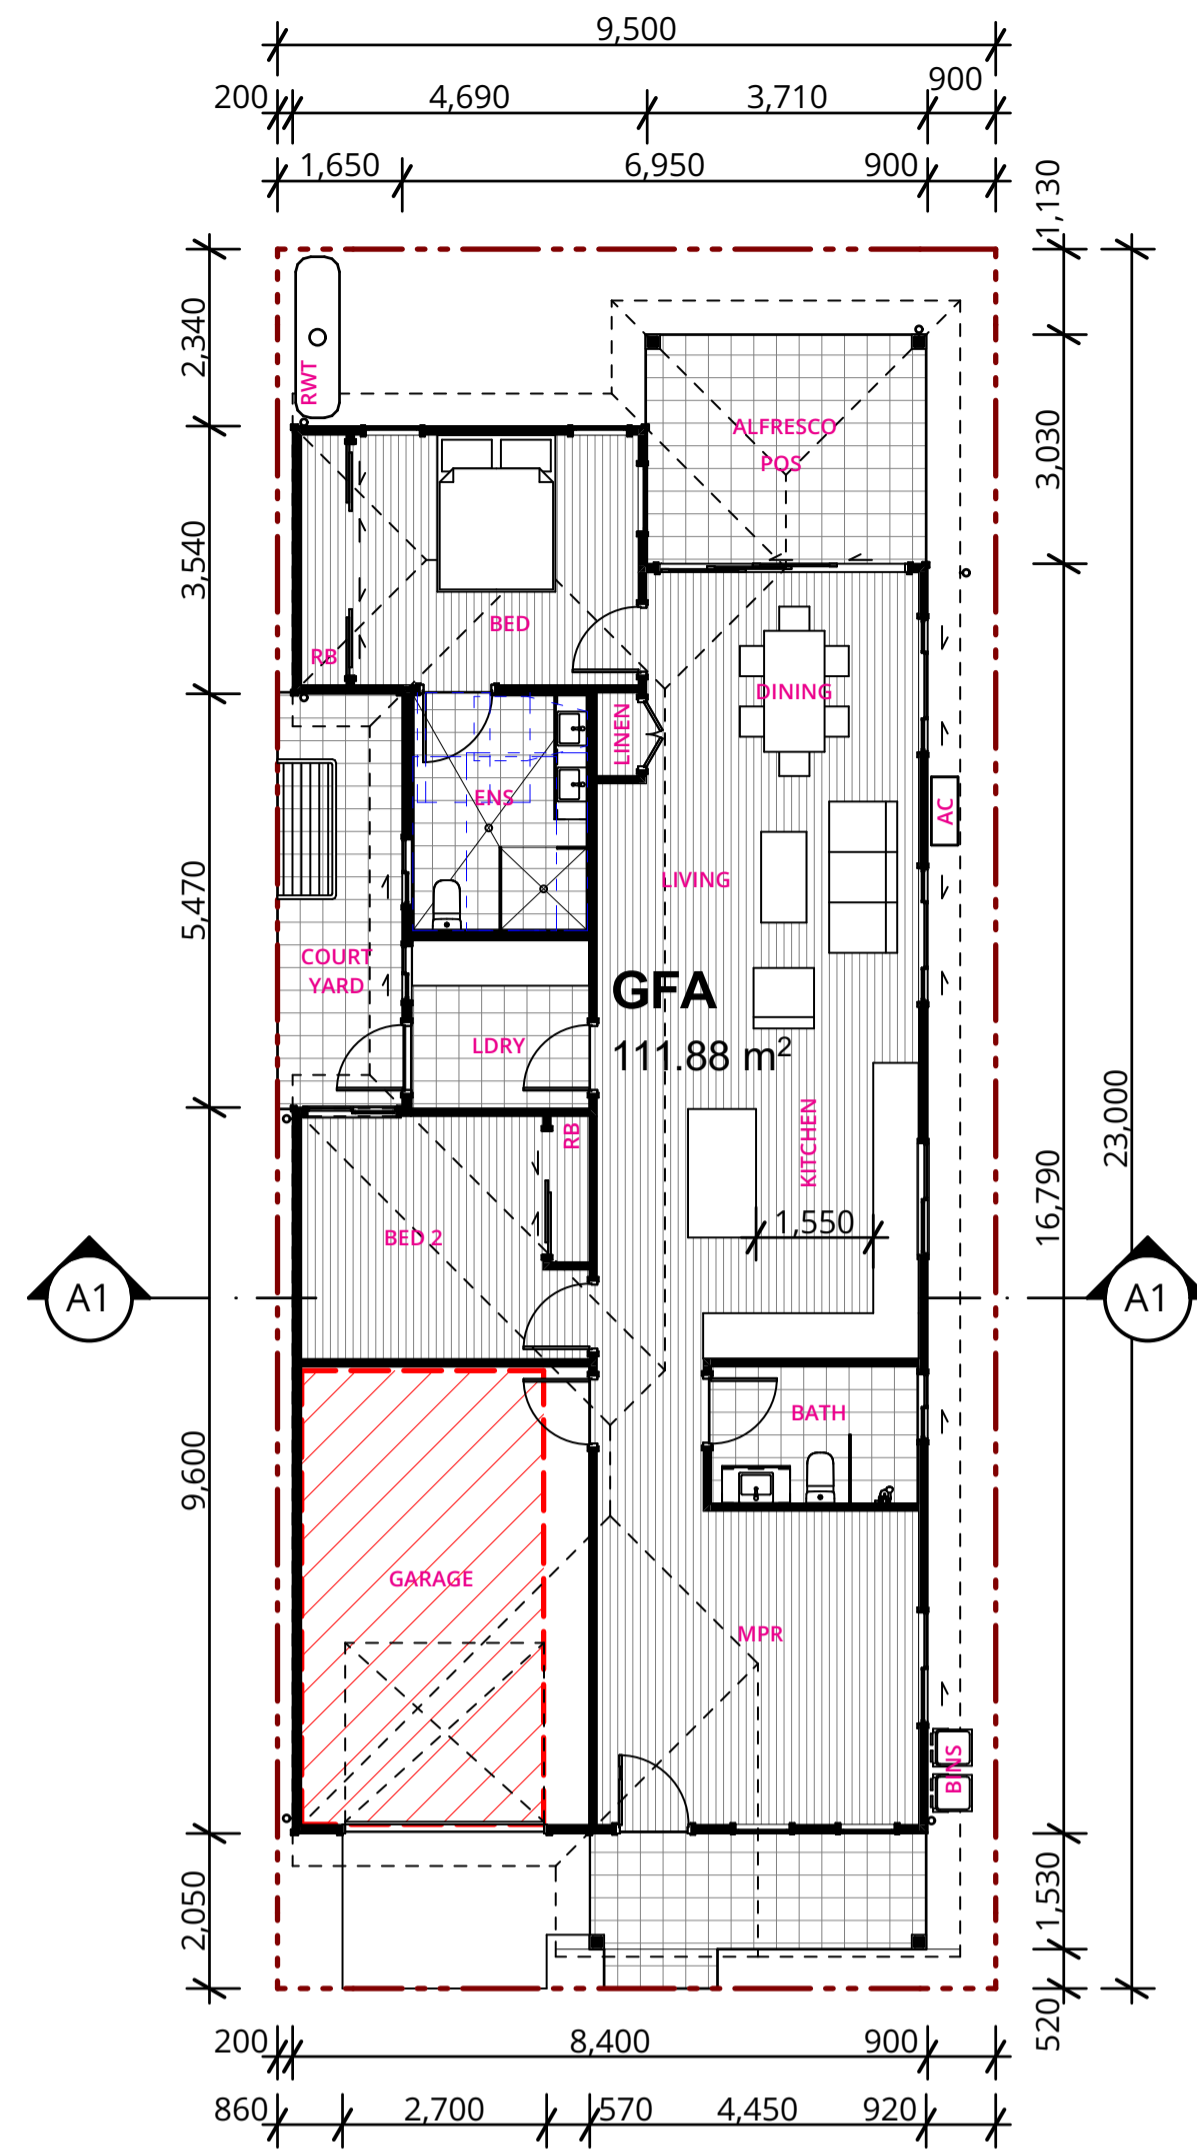 9,500
200
4,690
3,710
900
1,650
6,950
900
1,130
2,340
RWT
ALFRESCO
POS
3,030
3,540
BED
RB
DINING
LINEN
ENS
AC
LIVING
5,470
COURT
YARD
GFA
111.88 m²
LDRY
RB
KITCHEN
23,000
16,790
1,550
BED 2
A1
A1
BATH
9,600
GARAGE
MPR
BINS
2,050
1,530
520
200
8,400
900
860
2,700
570
4,450
920